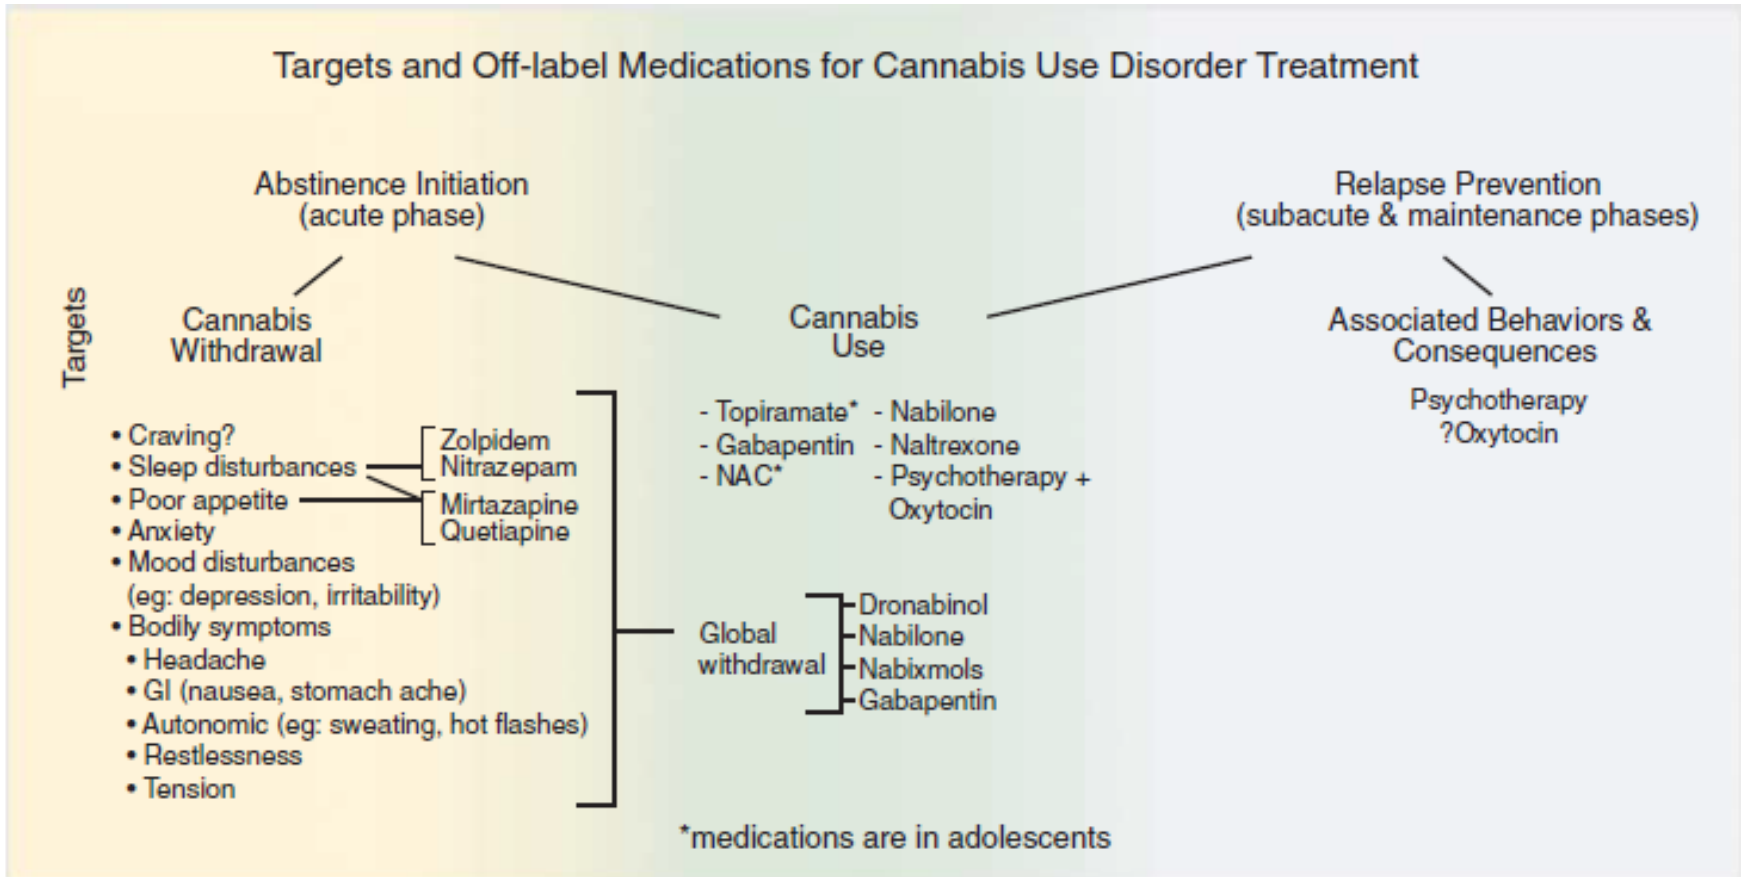 Targets and Off-label Medications for Cannabis Use Disorder Treatment
Abstinence Initiation
(acute phase)
Relapse Prevention
(subacute & maintenance phases)
Targets
Cannabis
Withdrawal
Cannabis
Use
Associated Behaviors &
Consequences
• Craving?
• Sleep disturbances
• Poor appetite
• Anxiety
• Mood disturbances
(eg: depression, irritability)
• Bodily symptoms
• Headache
• GI (nausea, stomach ache)
• Autonomic (eg: sweating, hot flashes)
• Restlessness
• Tension
Zolpidem
Nitrazepam
Mirtazapine
Quetiapine
- Topiramate*
- Gabapentin
- NAC*
- Nabilone
- Naltrexone
- Psychotherapy +
Oxytocin
Psychotherapy
?Oxytocin
Global
withdrawal
Dronabinol
Nabilone
Nabixmols
Gabapentin
*medications are in adolescents